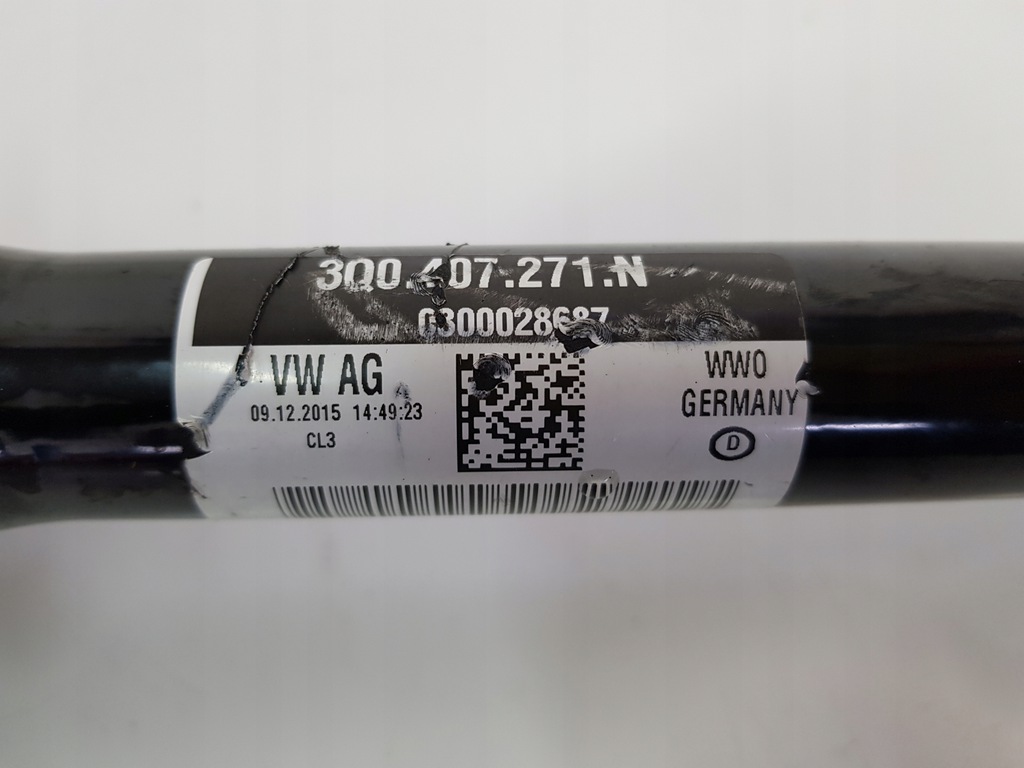 3Q0.407.271.N
0300028687
VW AG
09.12.2015 14:49:23
CL3
WWO
GERMANY
D